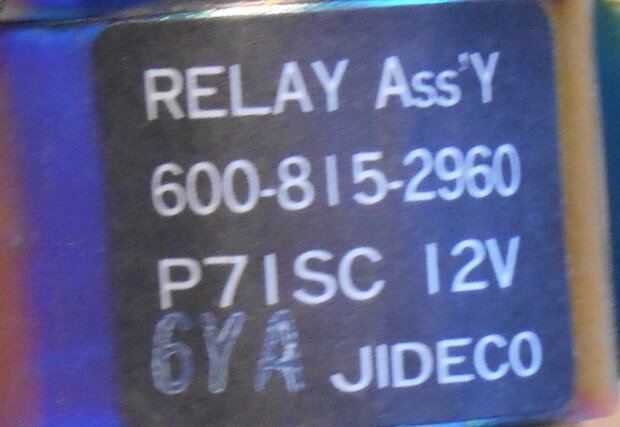 RELAY Ass'Y
600-815-2960
P71SC 12V
6YA JIDECO